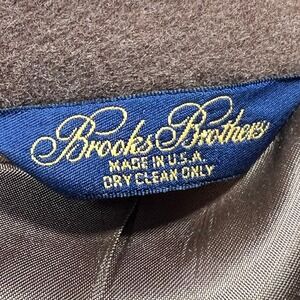 Brooks Brothers
MADE IN U.S.A.
DRY CLEAN ONLY